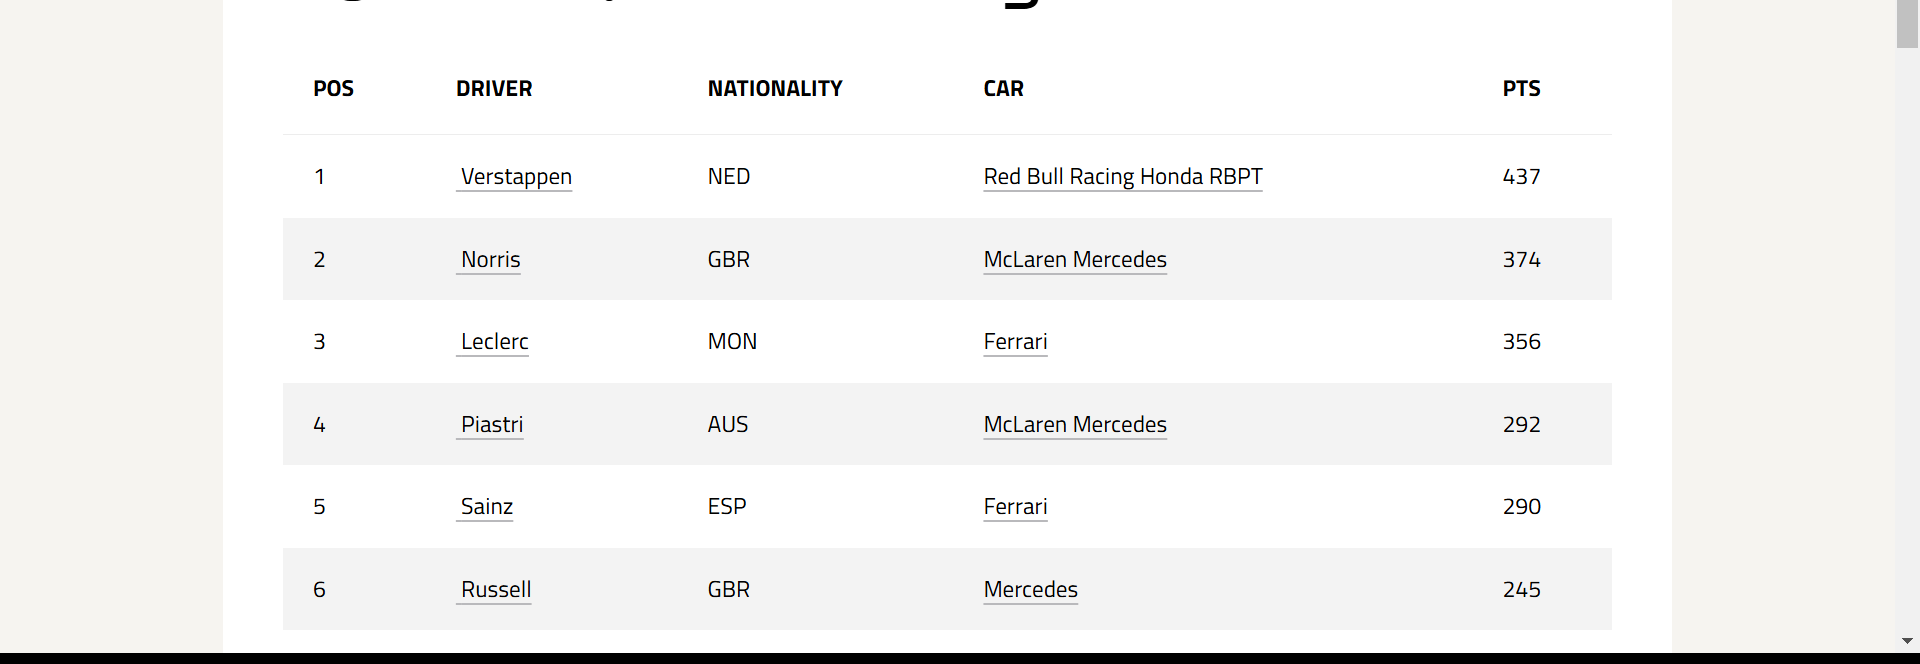 POS DRIVER NATIONALITY CAR PTS
1 Verstappen NED Red Bull Racing Honda RBPT 437
2 Norris GBR McLaren Mercedes 374
3 Leclerc MON Ferrari 356
4 Piastri AUS McLaren Mercedes 292
5 Sainz ESP Ferrari 290
6 Russell GBR Mercedes 245